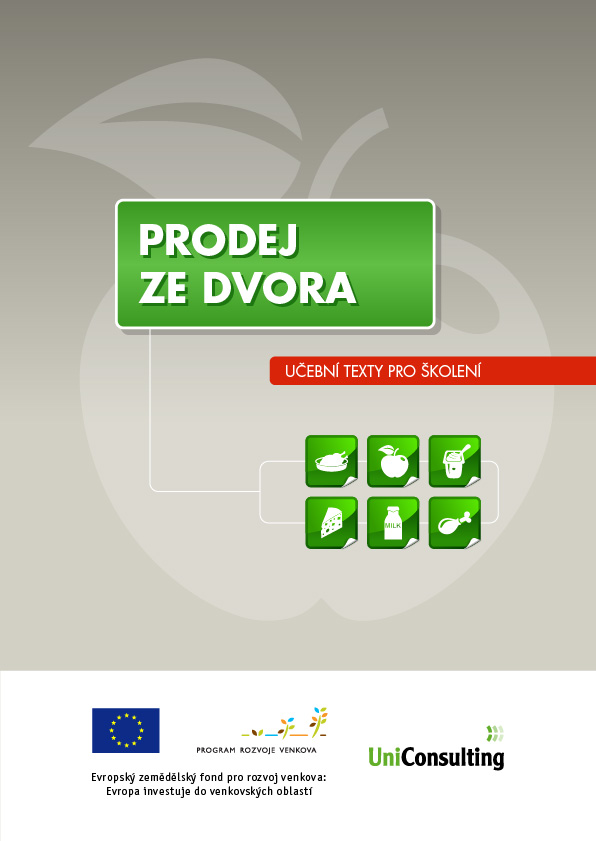 PRODEJ
ZE DVORA
UČEBNÍ TEXTY PRO ŠKOLENÍ
MILK
PROGRAM ROZVOJE VENKOVA
UniConsulting
Evropský zemědělský fond pro rozvoj venkova:
Evropa investuje do venkovských oblastí